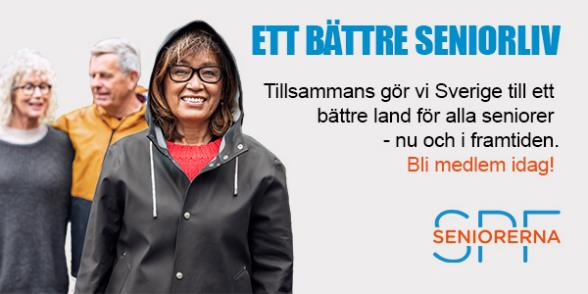 ETT BÄTTRE SENIORLIV
Tillsammans gör vi Sverige till ett
bättre land för alla seniorer
- nu och i framtiden.
Bli medlem idag!
SPF
SENIORERNA